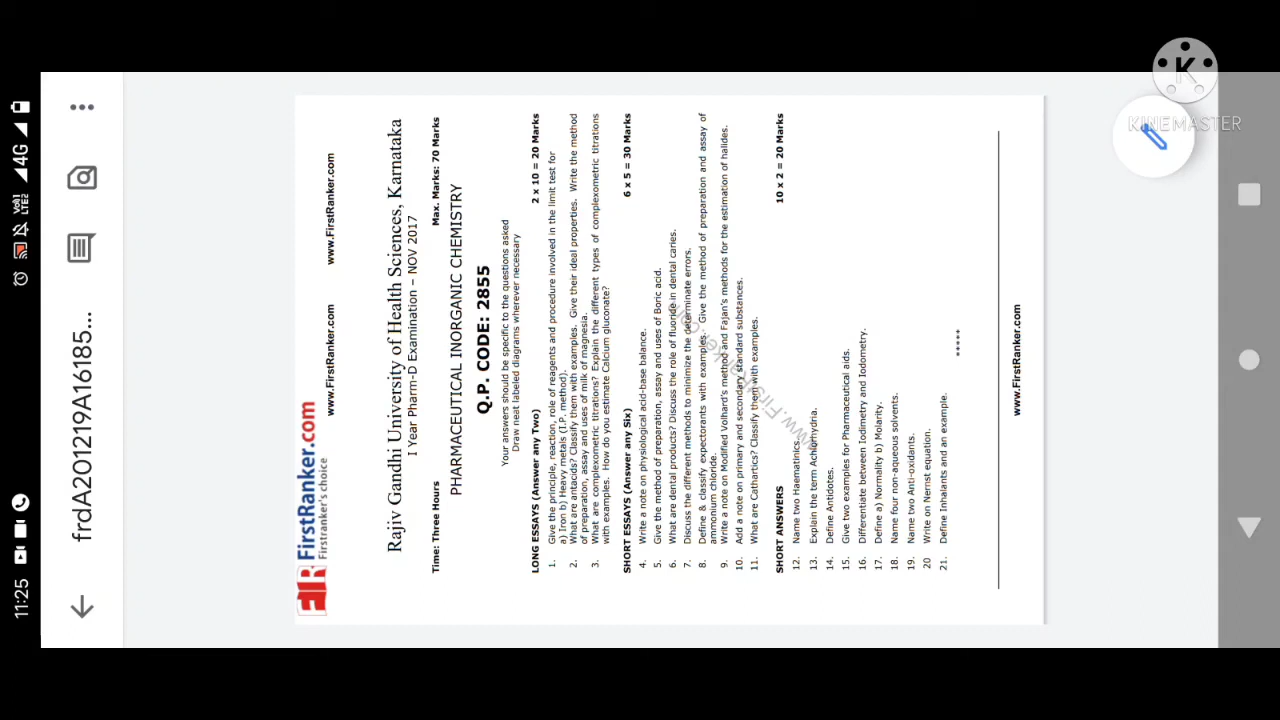 11:25
VoI) LTE2 4G
frdA201219A16185...
KINEMASTER
FirstRanker.com
Firstranker's choice
www.FirstRanker.com www.FirstRanker.com
Rajiv Gandhi University of Health Sciences, Karnataka
I Year Pharm-D Examination – NOV 2017
Time: Three Hours Max. Marks: 70 Marks
PHARMACEUTICAL INORGANIC CHEMISTRY
Q.P. CODE: 2855
Your answers should be specific to the questions asked
Draw neat labeled diagrams wherever necessary
LONG ESSAYS (Answer any Two) 2 x 10 = 20 Marks
1. Give the principle, reaction, role of reagents and procedure involved in the limit test for
a) Iron b) Heavy metals (I.P. method).
2. What are antacids? Classify them with examples. Give their ideal properties. Write the method
of preparation, assay and uses of milk of magnesia.
3. What are complexometric titrations? Explain the different types of complexometric titrations
with examples. How do you estimate Calcium gluconate?
SHORT ESSAYS (Answer any Six) 6 x 5 = 30 Marks
4. Write a note on physiological acid-base balance.
5. Give the method of preparation, assay and uses of Boric acid.
6. What are dental products? Discuss the role of fluoride in dental caries.
7. Discuss the different methods to minimize the determinate errors.
8. Define & classify expectorants with examples. Give the method of preparation and assay of
ammonium chloride.
9. Write a note on Modified Volhard's method and Fajan's methods for the estimation of halides.
10. Add a note on primary and secondary standard substances.
11. What are Cathartics? Classify them with examples.
SHORT ANSWERS 10 x 2 = 20 Marks
12. Name two Haematinics.
13. Explain the term Achlorhydria.
14. Define Antidotes.
15. Give two examples for Pharmaceutical aids.
16. Differentiate between Iodimetry and Iodometry.
17. Define a) Normality b) Molarity.
18. Name four non-aqueous solvents.
19. Name two Anti-oxidants.
20 Write on Nernst equation.
21. Define Inhalants and an example.
*****
www.FirstRanker.com